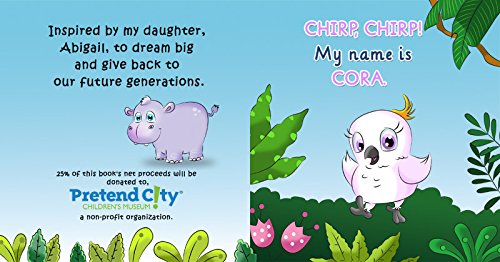 Inspired by my daughter,
Abigail, to dream big
and give back to
our future generations.
25% of this book's net proceeds will be
donated to,
Pretend C!ty®
CHILDREN'S MUSEUM
a non-profit organization.
CHIRP, CHIRP!
My name is
CORA.